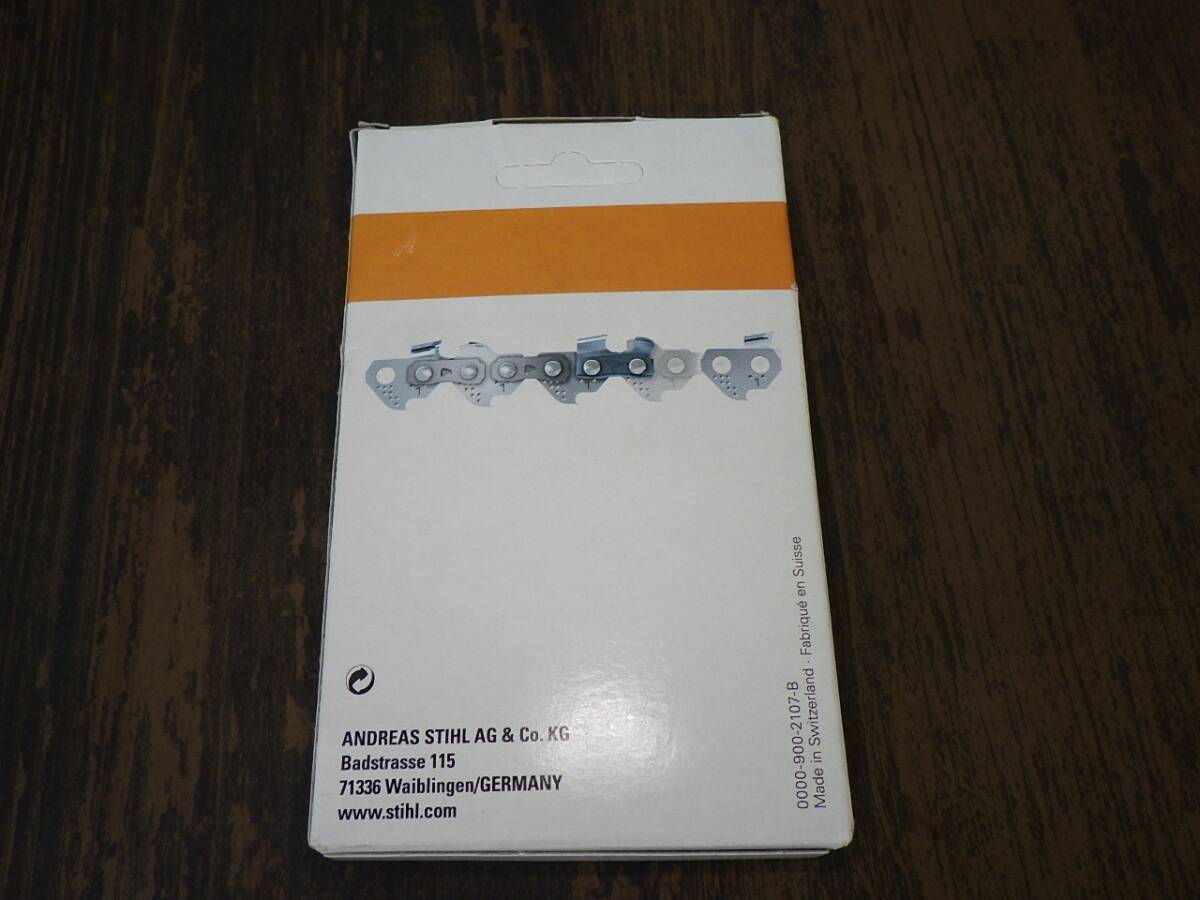 ANDREAS STIHL AG & Co. KG
Badstrasse 115
71336 Waiblingen/GERMANY
www.stihl.com
0000-900-2107-B
Made in Switzerland · Fabriqué en Suisse